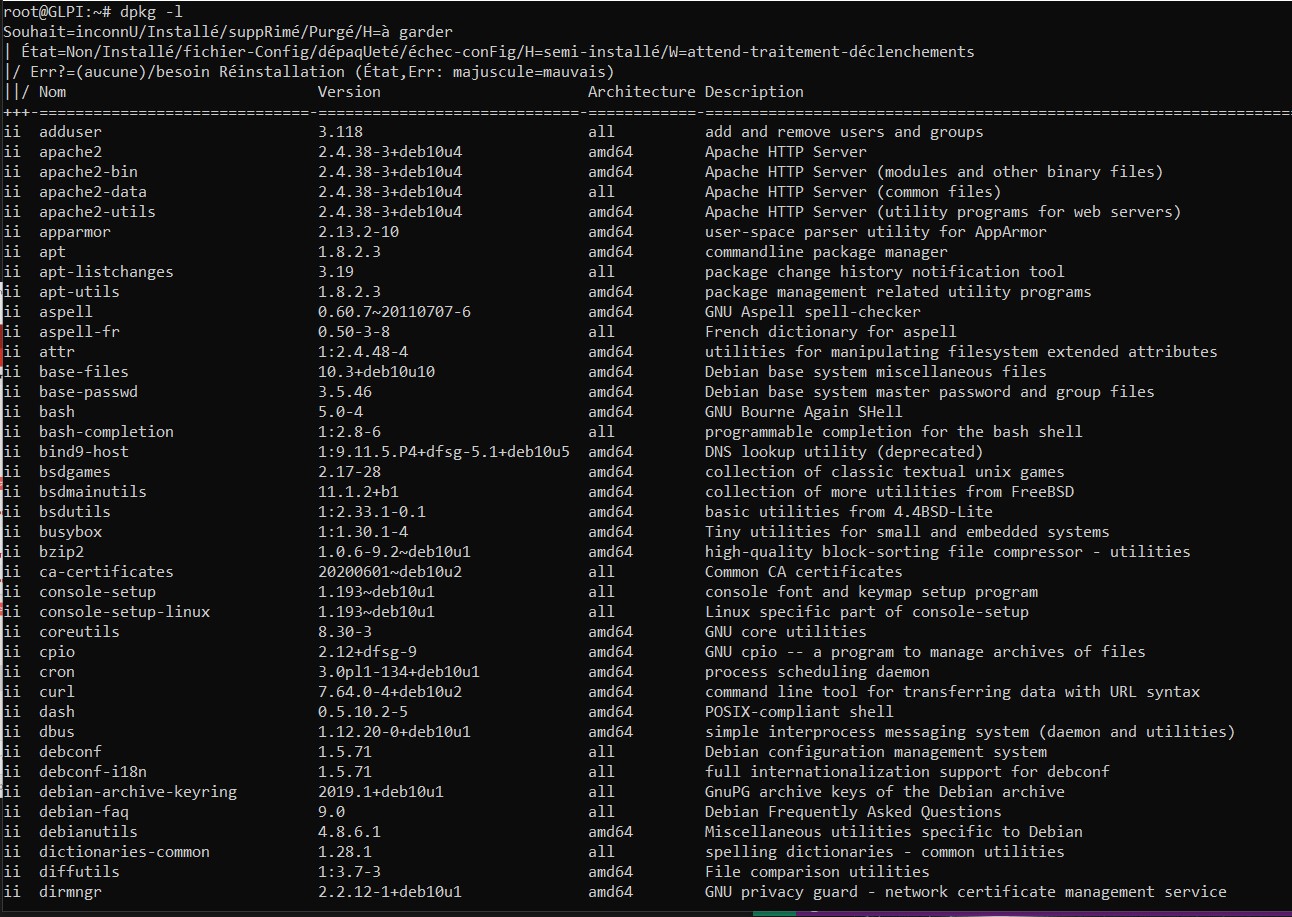 root@GLPI:~# dpkg -l
Souhait=inconnU/Installé/suppRimé/Purgé/H=à garder
| État=Non/Installé/fichier-Config/dépaqUeté/échec-conFig/H=semi-installé/W=attend-traitement-déclenchements
|/ Err?=(aucune)/besoin Réinstallation (État,Err: majuscule=mauvais)
||/ Nom                            Version                       Architecture Description
+++-==============================-=============================-============-=================================================================
ii  adduser                        3.118                         all          add and remove users and groups
ii  apache2                        2.4.38-3+deb10u4              amd64        Apache HTTP Server
ii  apache2-bin                    2.4.38-3+deb10u4              amd64        Apache HTTP Server (modules and other binary files)
ii  apache2-data                   2.4.38-3+deb10u4              all          Apache HTTP Server (common files)
ii  apache2-utils                  2.4.38-3+deb10u4              amd64        Apache HTTP Server (utility programs for web servers)
ii  apparmor                       2.13.2-10                     amd64        user-space parser utility for AppArmor
ii  apt                            1.8.2.3                       amd64        commandline package manager
ii  apt-listchanges                3.19                          all          package change history notification tool
ii  apt-utils                      1.8.2.3                       amd64        package management related utility programs
ii  aspell                         0.60.7~20110707-6             amd64        GNU Aspell spell-checker
ii  aspell-fr                      0.50-3-8                      all          French dictionary for aspell
ii  attr                           1:2.4.48-4                    amd64        utilities for manipulating filesystem extended attributes
ii  base-files                     10.3+deb10u10                 amd64        Debian base system miscellaneous files
ii  base-passwd                    3.5.46                        amd64        Debian base system master password and group files
ii  bash                           5.0-4                         amd64        GNU Bourne Again SHell
ii  bash-completion                1:2.8-6                       all          programmable completion for the bash shell
ii  bind9-host                     1:9.11.5.P4+dfsg-5.1+deb10u5  amd64        DNS lookup utility (deprecated)
ii  bsdgames                       2.17-28                       amd64        collection of classic textual unix games
ii  bsdmainutils                   11.1.2+b1                     amd64        collection of more utilities from FreeBSD
ii  bsdutils                       1:2.33.1-0.1                  amd64        basic utilities from 4.4BSD-Lite
ii  busybox                        1:1.30.1-4                    amd64        Tiny utilities for small and embedded systems
ii  bzip2                          1.0.6-9.2~deb10u1             amd64        high-quality block-sorting file compressor - utilities
ii  ca-certificates                20200601~deb10u2              all          Common CA certificates
ii  console-setup                  1.193~deb10u1                 all          console font and keymap setup program
ii  console-setup-linux            1.193~deb10u1                 all          Linux specific part of console-setup
ii  coreutils                      8.30-3                        amd64        GNU core utilities
ii  cpio                           2.12+dfsg-9                   amd64        GNU cpio -- a program to manage archives of files
ii  cron                           3.0pl1-134+deb10u1            amd64        process scheduling daemon
ii  curl                           7.64.0-4+deb10u2              amd64        command line tool for transferring data with URL syntax
ii  dash                           0.5.10.2-5                    amd64        POSIX-compliant shell
ii  dbus                           1.12.20-0+deb10u1             amd64        simple interprocess messaging system (daemon and utilities)
ii  debconf                        1.5.71                        all          Debian configuration management system
ii  debconf-i18n                   1.5.71                        all          full internationalization support for debconf
ii  debian-archive-keyring         2019.1+deb10u1                all          GnuPG archive keys of the Debian archive
ii  debian-faq                     9.0                           all          Debian Frequently Asked Questions
ii  debianutils                    4.8.6.1                       amd64        Miscellaneous utilities specific to Debian
ii  dictionaries-common            1.28.1                        all          spelling dictionaries - common utilities
ii  diffutils                      1:3.7-3                       amd64        File comparison utilities
ii  dirmngr                        2.2.12-1+deb10u1              amd64        GNU privacy guard - network certificate management service